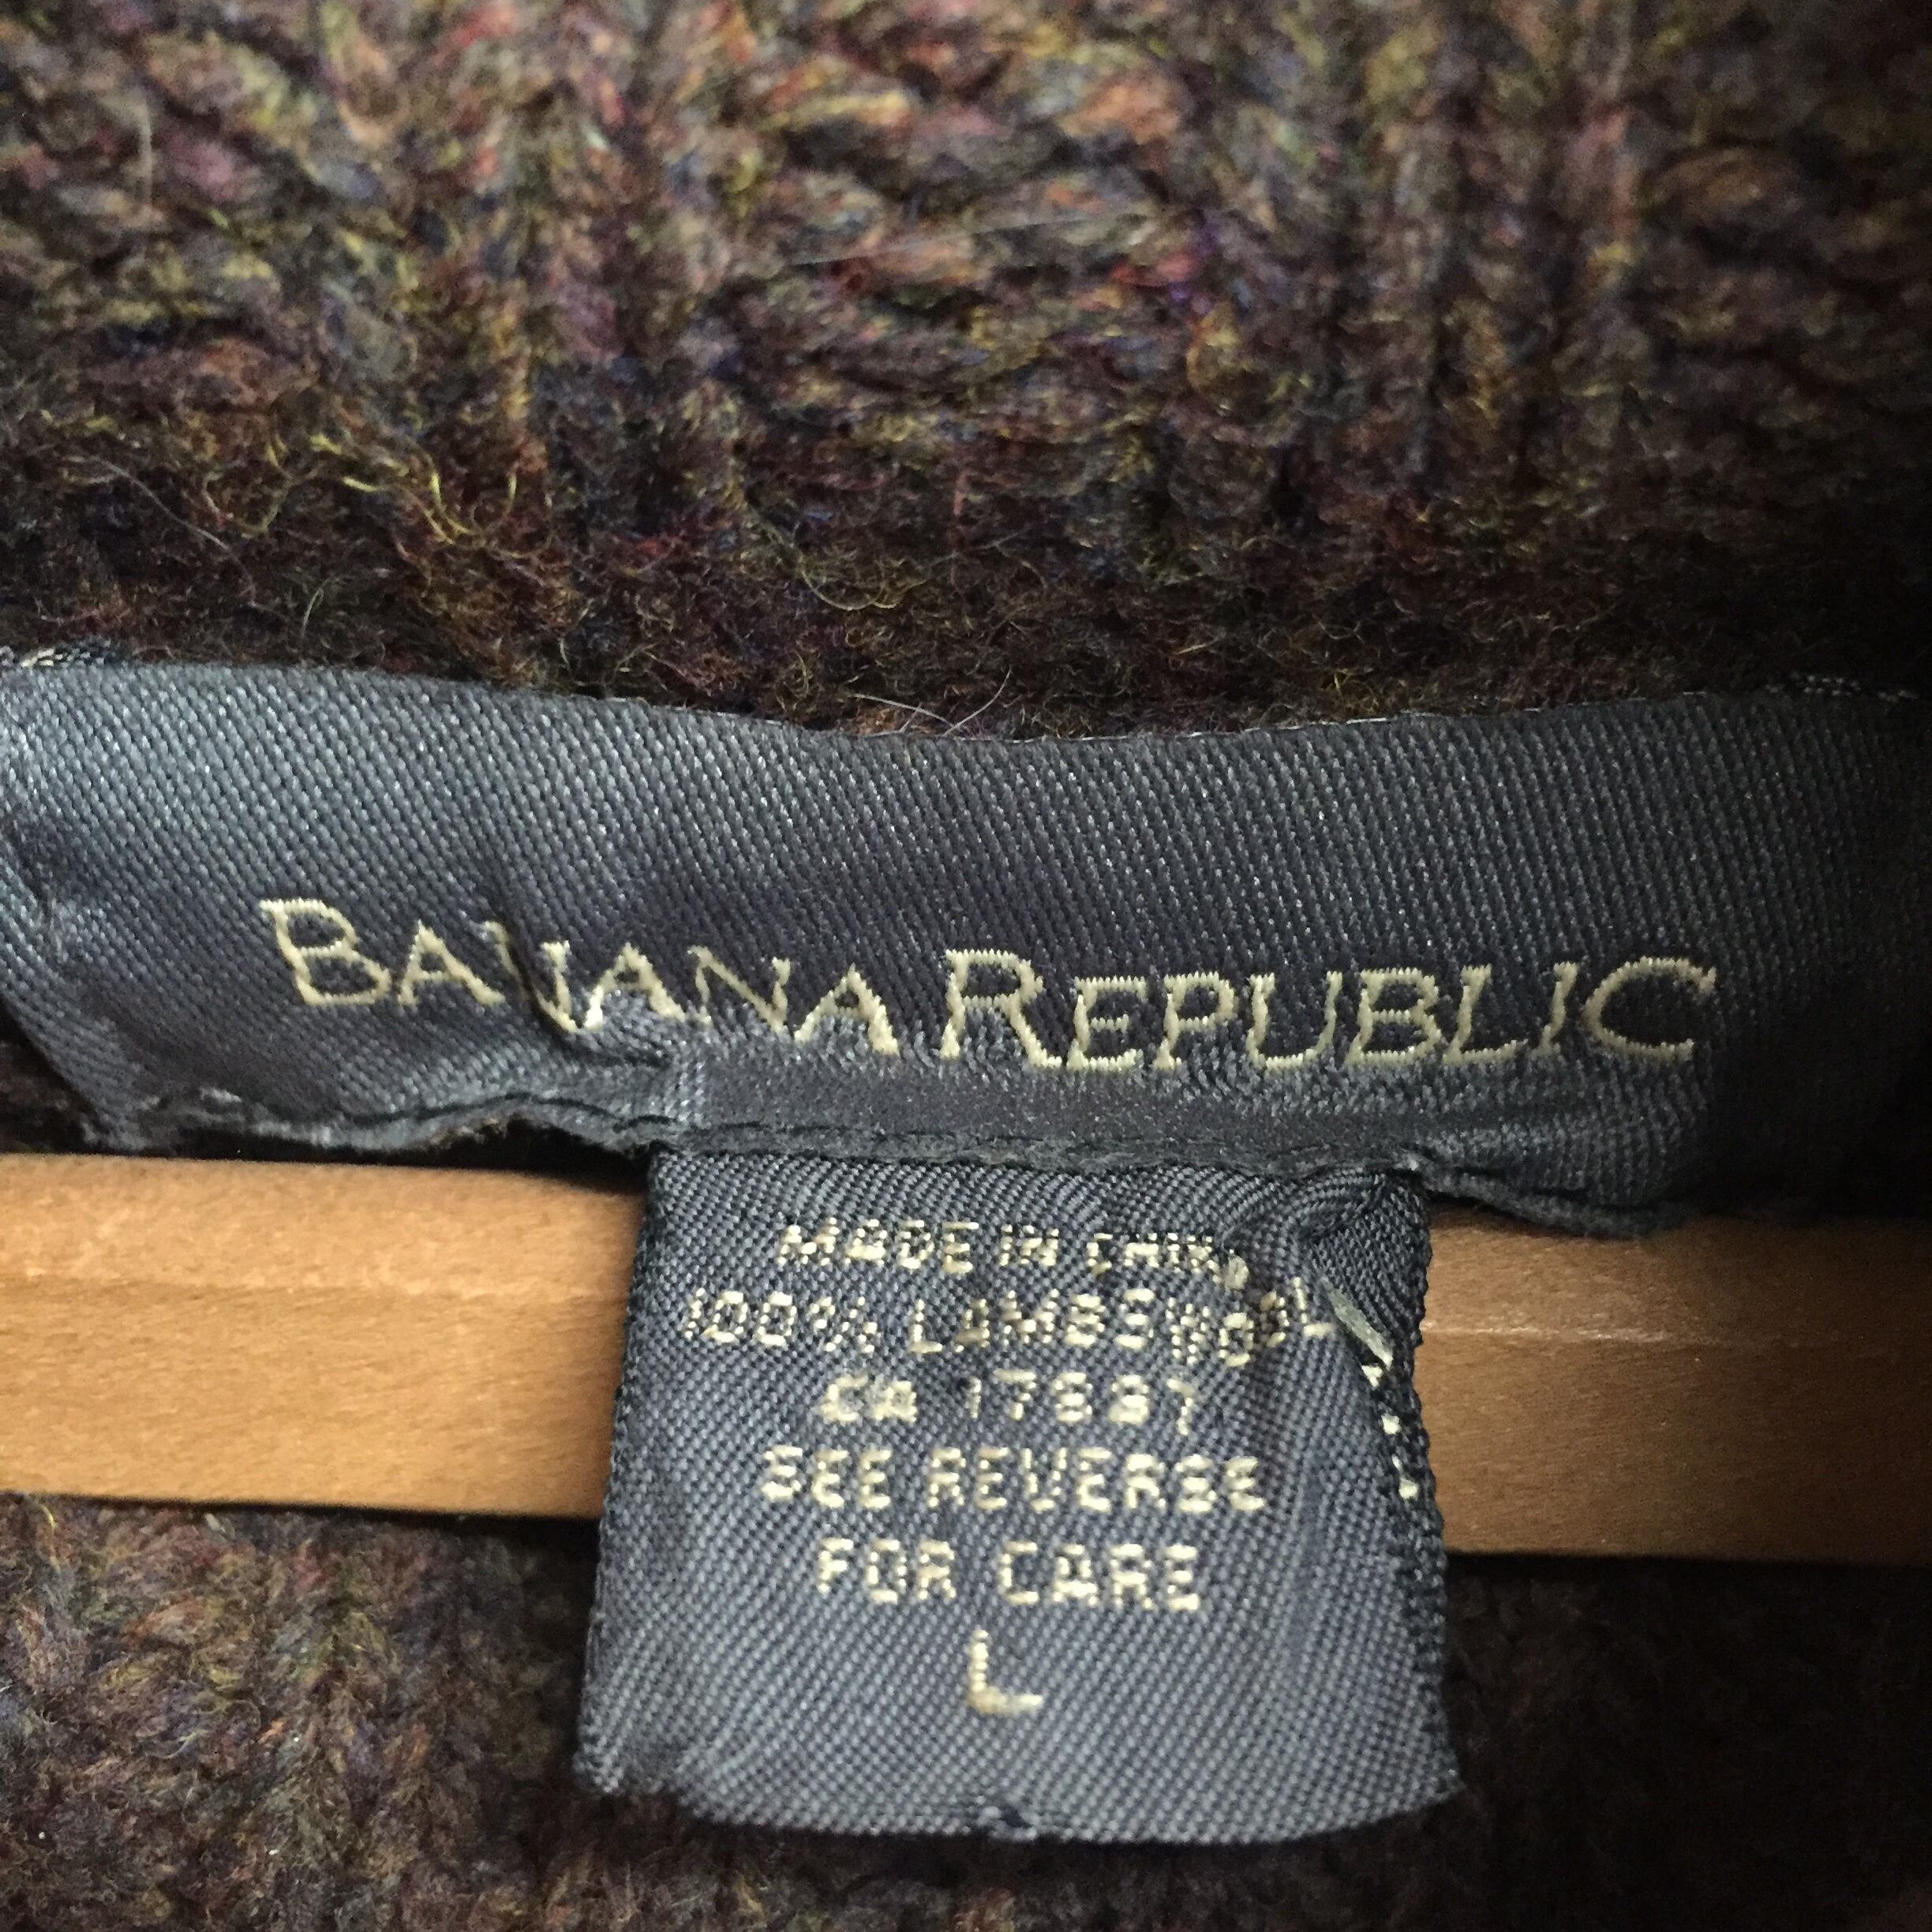 BANANA REPUBLIC
MADE IN CHINA
100% LAMBSWOOL
CA 17887
SEE REVERSE
FOR CARE
L